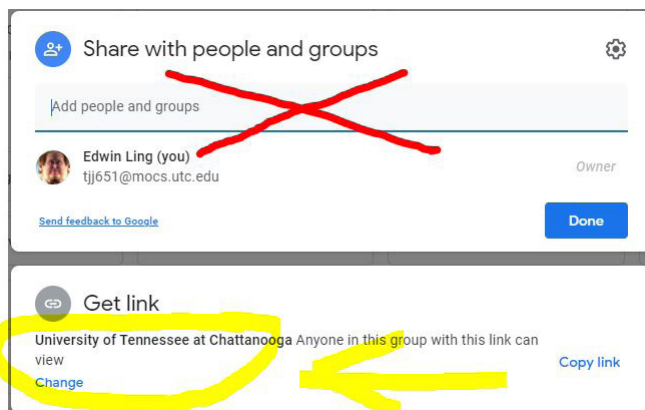 Share with people and groups
Add people and groups
Edwin Ling (you)
tjj651@mocs.utc.edu
Owner
Send feedback to Google
Done
Get link
University of Tennessee at Chattanooga Anyone in this group with this link can
view
Copy link
Change